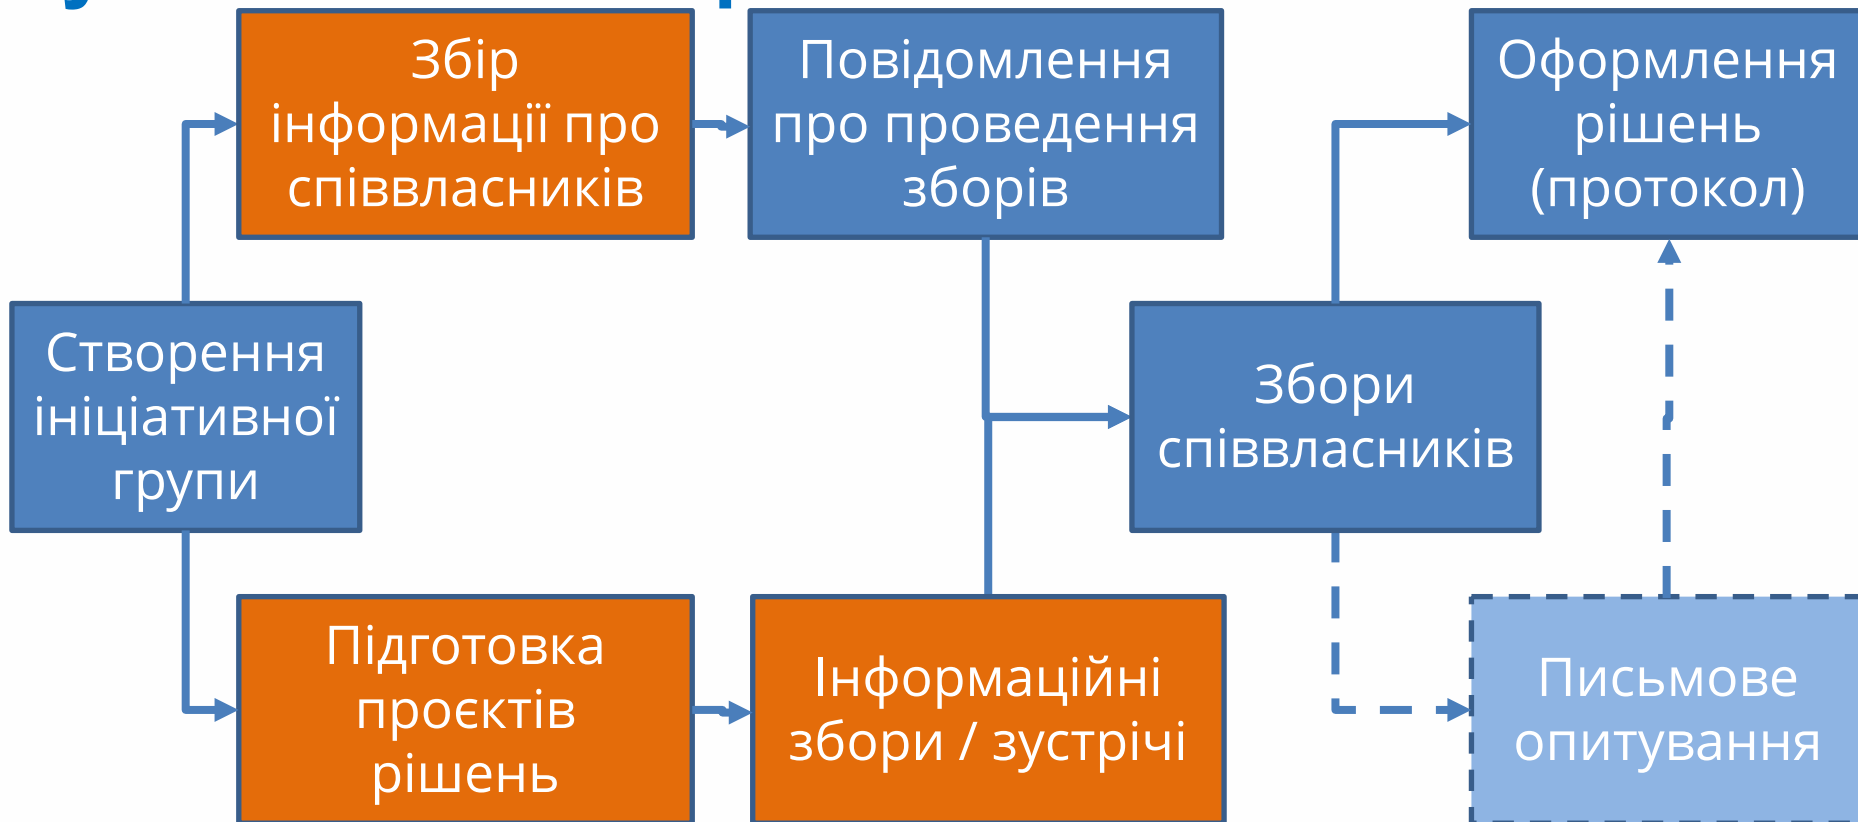 Збір
інформації про
співвласників
Повідомлення
про проведення
зборів
Оформлення
рішень
(протокол)
Створення
ініціативної
групи
Збори
співвласників
Підготовка
проєктів
рішень
Інформаційні
збори / зустрічі
Письмове
опитування